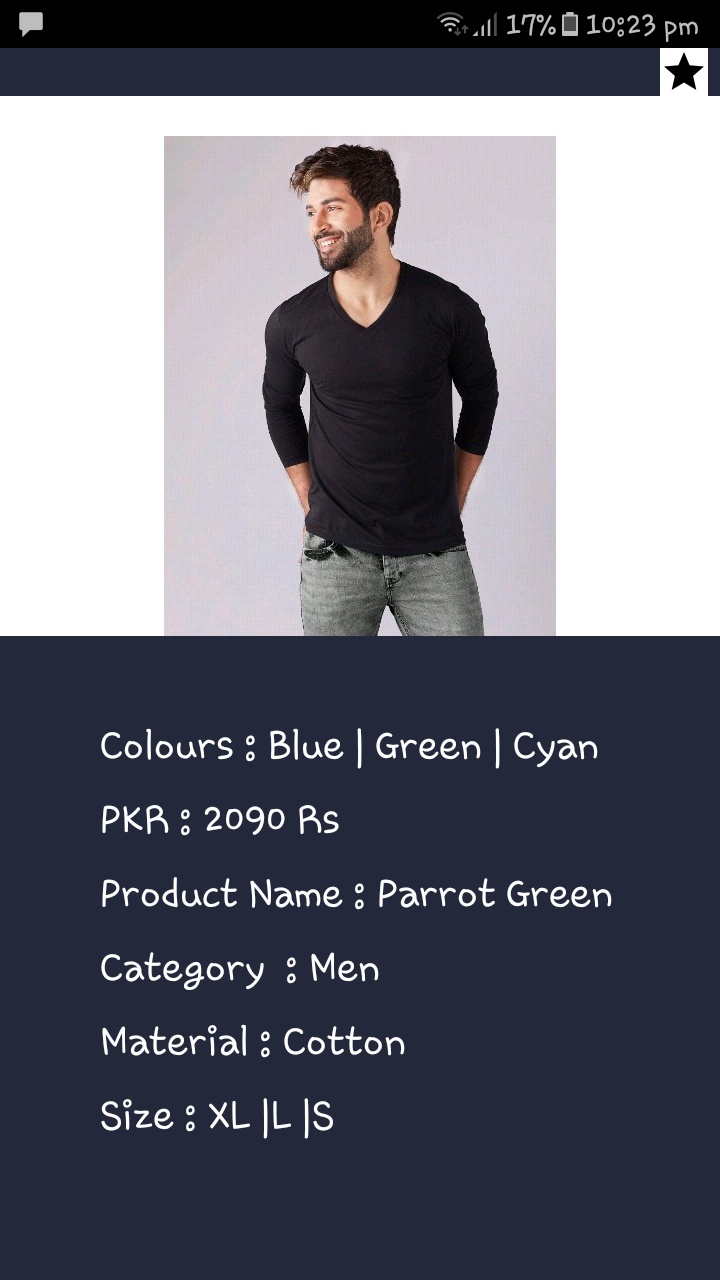 17% 10:23 pm
Colours : Blue | Green | Cyan
PKR : 2090 Rs
Product Name : Parrot Green
Category : Men
Material : Cotton
Size : XL |L |S